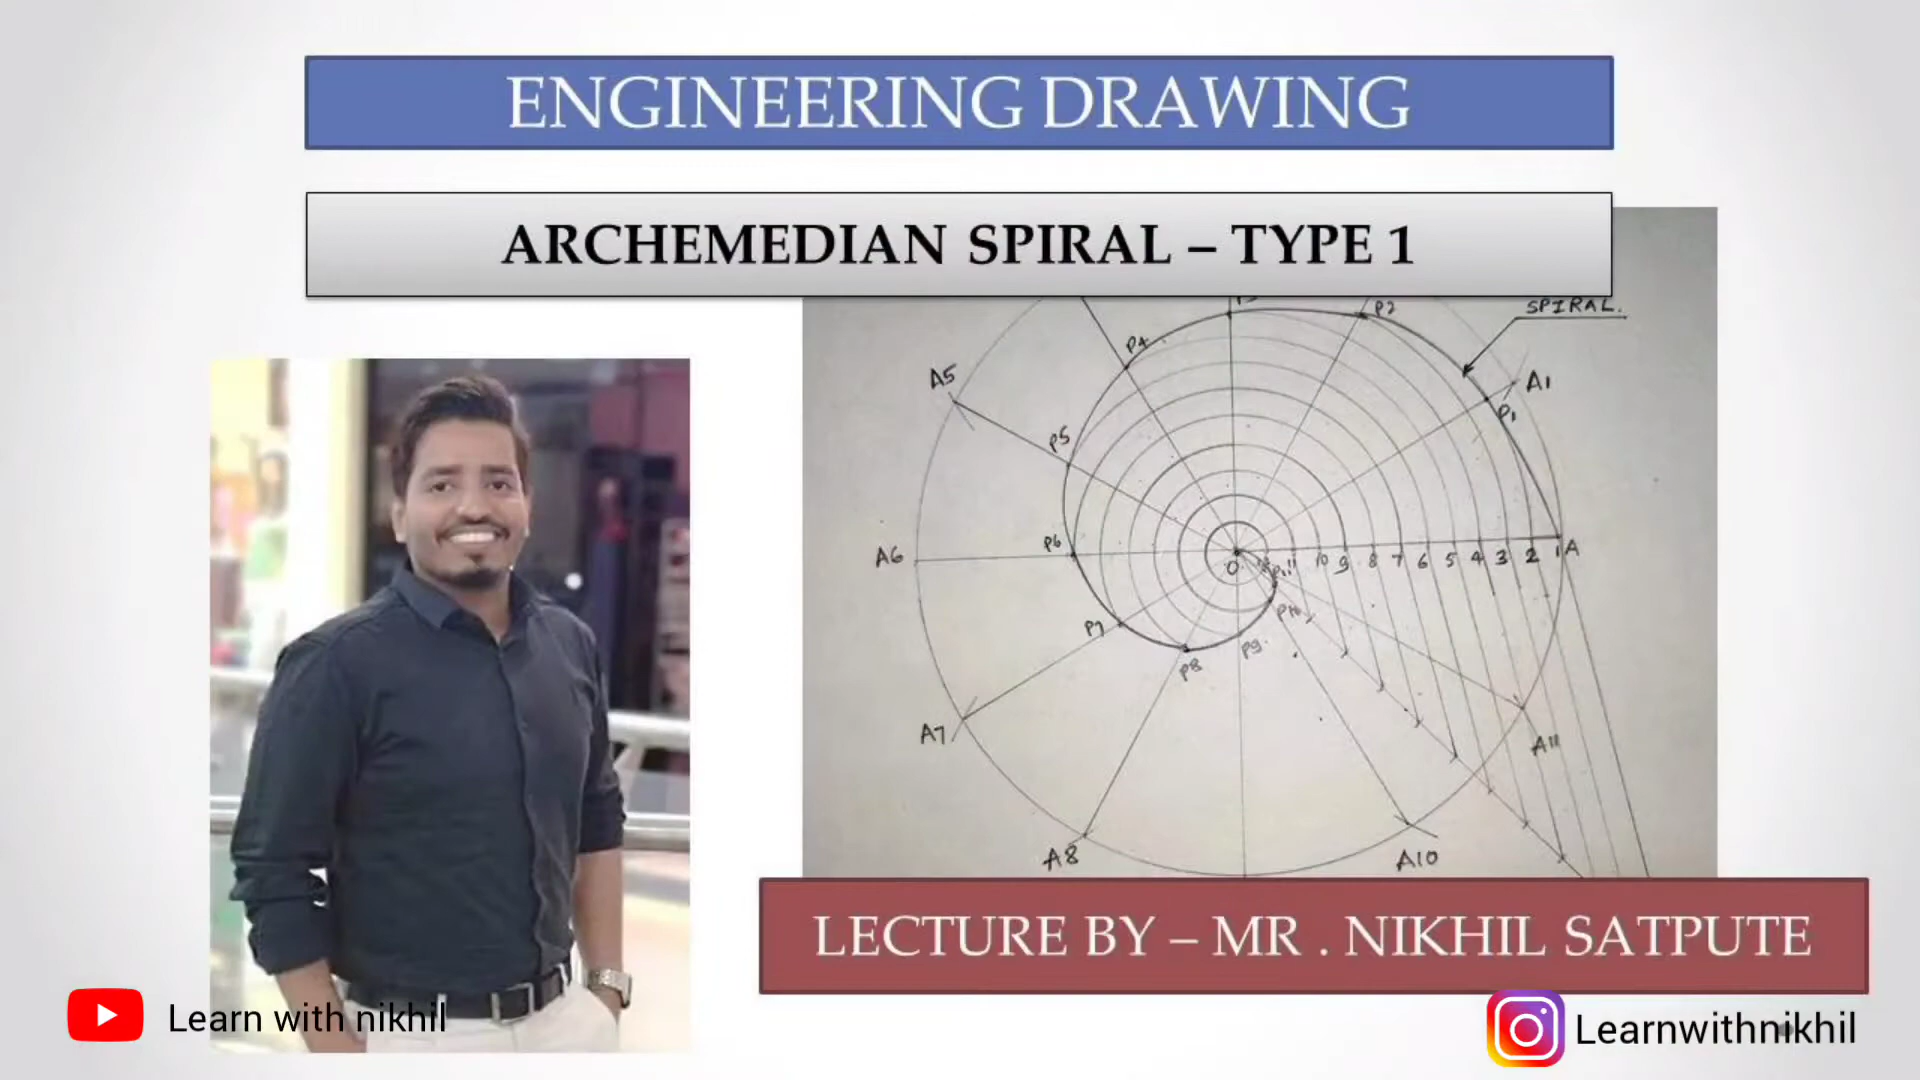 ENGINEERING DRAWING
ARCHEMEDIAN SPIRAL – TYPE 1
SPIRAL.
P2
P4
A5
A1
P1
P5
A6
P6
O
10 9 8 7 6 5 4 3 2 1 A
P10
P7
P9
P8
A7
A11
A8
A10
LECTURE BY – MR . NIKHIL SATPUTE
Learn with nikhil
Learnwithnikhil